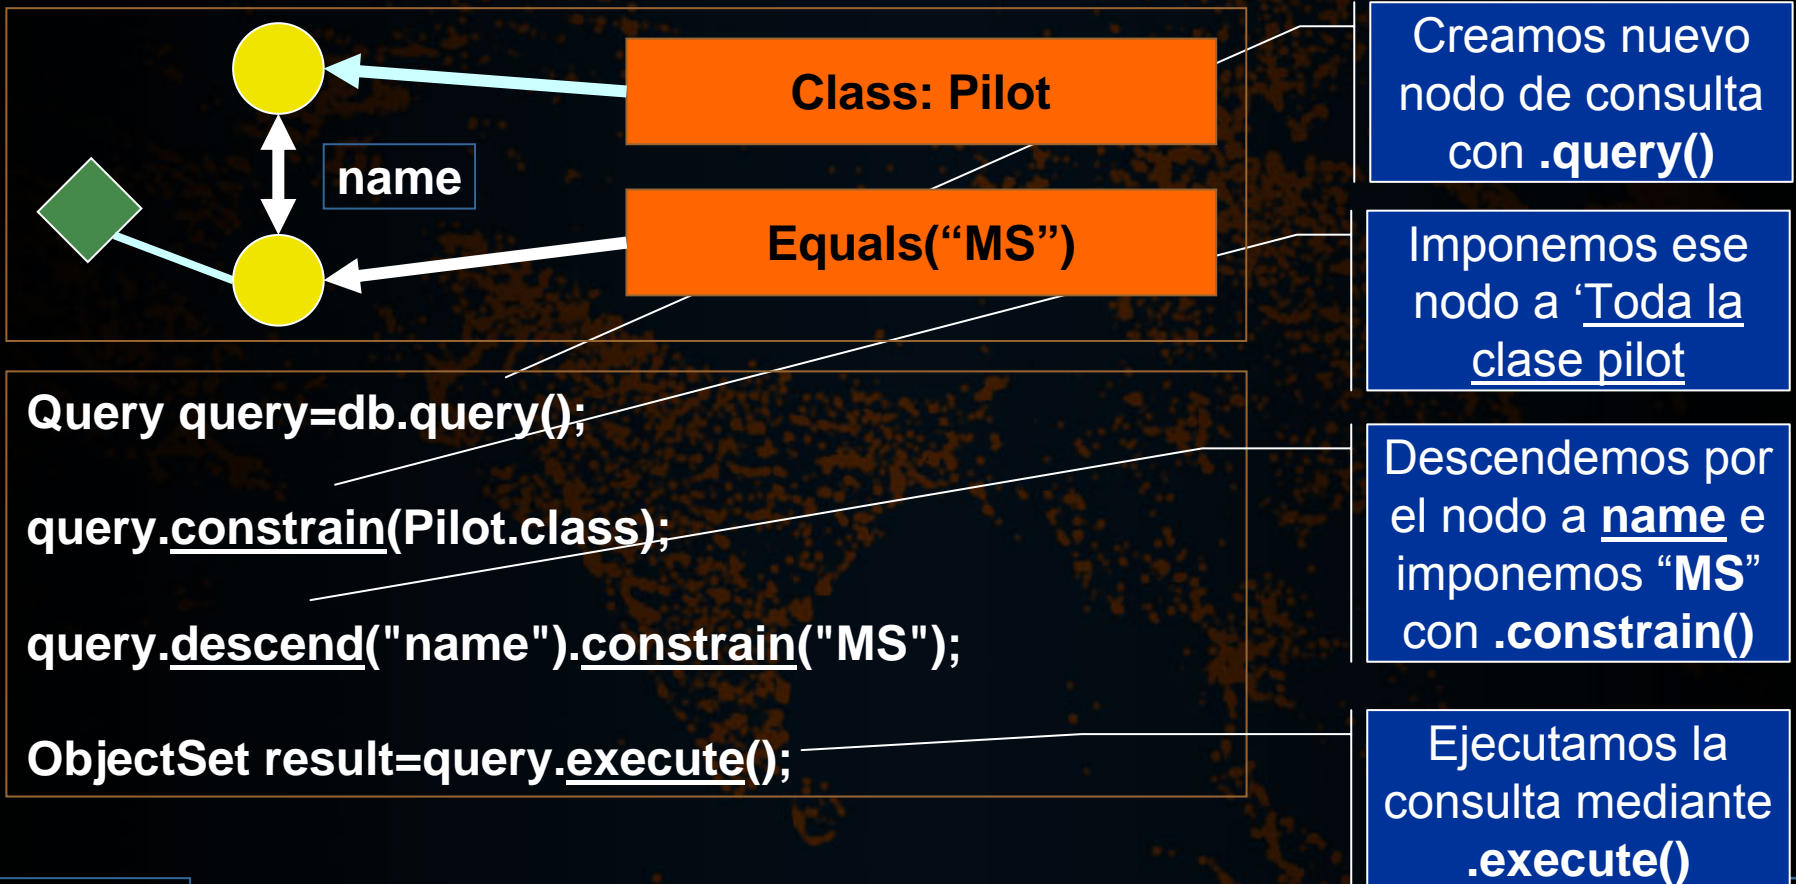 Class: Pilot
name
Equals(“MS”)
Query query=db.query();
query.constrain(Pilot.class);
query.descend("name").constrain("MS");
ObjectSet result=query.execute();
Creamos nuevo
nodo de consulta
con .query()
Imponemos ese
nodo a ‘Toda la
clase pilot
Descendemos por
el nodo a name e
imponemos “MS”
con .constrain()
Ejecutamos la
consulta mediante
.execute()